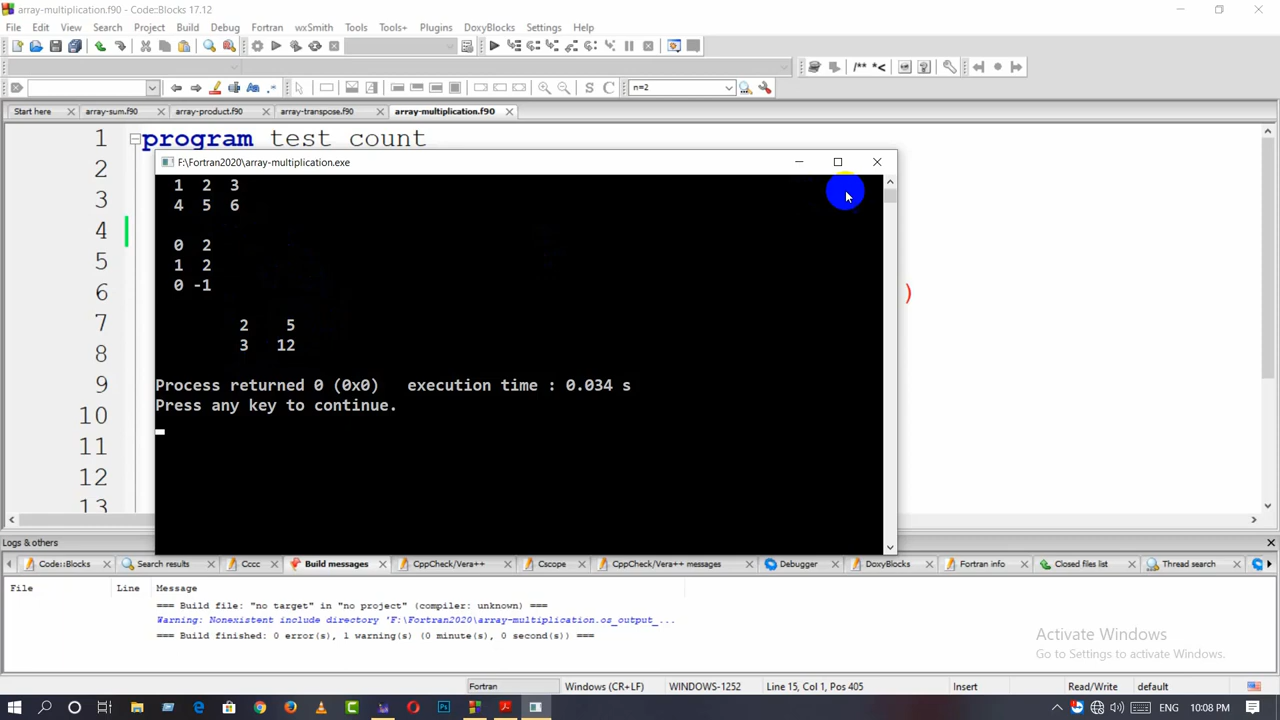 array-multiplication.f90 - Code::Blocks 17.12
File Edit View Search Project Build Debug Fortran wxSmith Tools Tools+ Plugins DoxyBlocks Settings Help
/** *<
S C n=2
Start here array-sum.f90 array-product.f90 array-transpose.f90 array-multiplication.f90
1 program test count
2
3
4
5
6 )
7
8
9
10
11
12
13
F:\Fortran2020\array-multiplication.exe
1 2 3
4 5 6
0 2
1 2
0 -1
2 5
3 12
Process returned 0 (0x0) execution time : 0.034 s
Press any key to continue.
Logs & others
Code::Blocks Search results Cccc Build messages CppCheck/Vera++ Cscope CppCheck/Vera++ messages Debugger DoxyBlocks Fortran info Closed files list Thread search
File Line Message
=== Build file: "no target" in "no project" (compiler: unknown) ===
Warning: Nonexistent include directory 'F:\Fortran2020\array-multiplication.os_output_...
=== Build finished: 0 error(s), 1 warning(s) (0 minute(s), 0 second(s)) ===
Activate Windows
Go to Settings to activate Windows.
Fortran Windows (CR+LF) WINDOWS-1252 Line 15, Col 1, Pos 405 Insert Read/Write default
ENG 10:08 PM